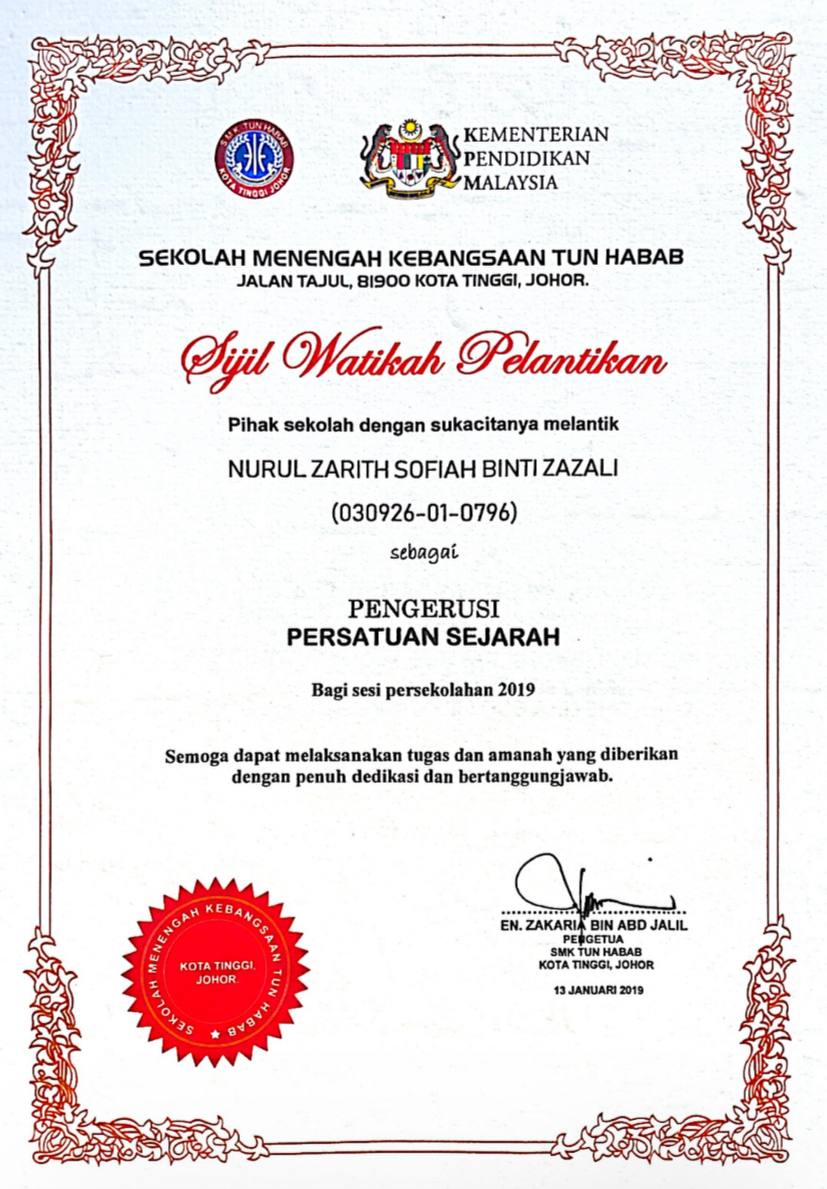 S.M.K. TUN HABAB
KOTA TINGGI JOHOR
KEMENTERIAN
PENDIDIKAN
MALAYSIA
SEKOLAH MENENGAH KEBANGSAAN TUN HABAB
JALAN TAJUL, 81900 KOTA TINGGI, JOHOR.
Sijil Watikah Pelantikan
Pihak sekolah dengan sukacitanya melantik
NURUL ZARITH SOFIAH BINTI ZAZALI
(030926-01-0796)
sebagai
PENGERUSI
PERSATUAN SEJARAH
Bagi sesi persekolahan 2019
Semoga dapat melaksanakan tugas dan amanah yang diberikan
dengan penuh dedikasi dan bertanggungjawab.
SEKOLAH MENENGAH KEBANGSAAN TUN HABAB
KOTA TINGGI,
JOHOR.
EN. ZAKARIA BIN ABD JALIL
PENGETUA
SMK TUN HABAB
KOTA TINGGI, JOHOR
13 JANUARI 2019